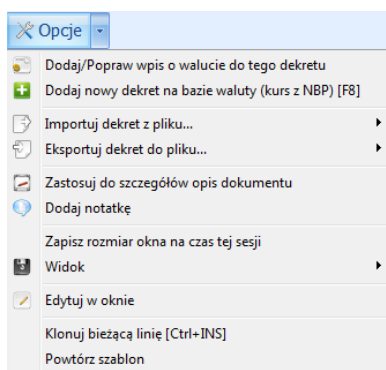 Opcje
Dodaj/Popraw wpis o walucie do tego dekretu
Dodaj nowy dekret na bazie waluty (kurs z NBP) [F8]
Importuj dekret z pliku...
Eksportuj dekret do pliku...
Zastosuj do szczegółów opis dokumentu
Dodaj notatkę
Zapisz rozmiar okna na czas tej sesji
Widok
Edytuj w oknie
Klonuj bieżącą linię [Ctrl+INS]
Powtórz szablon